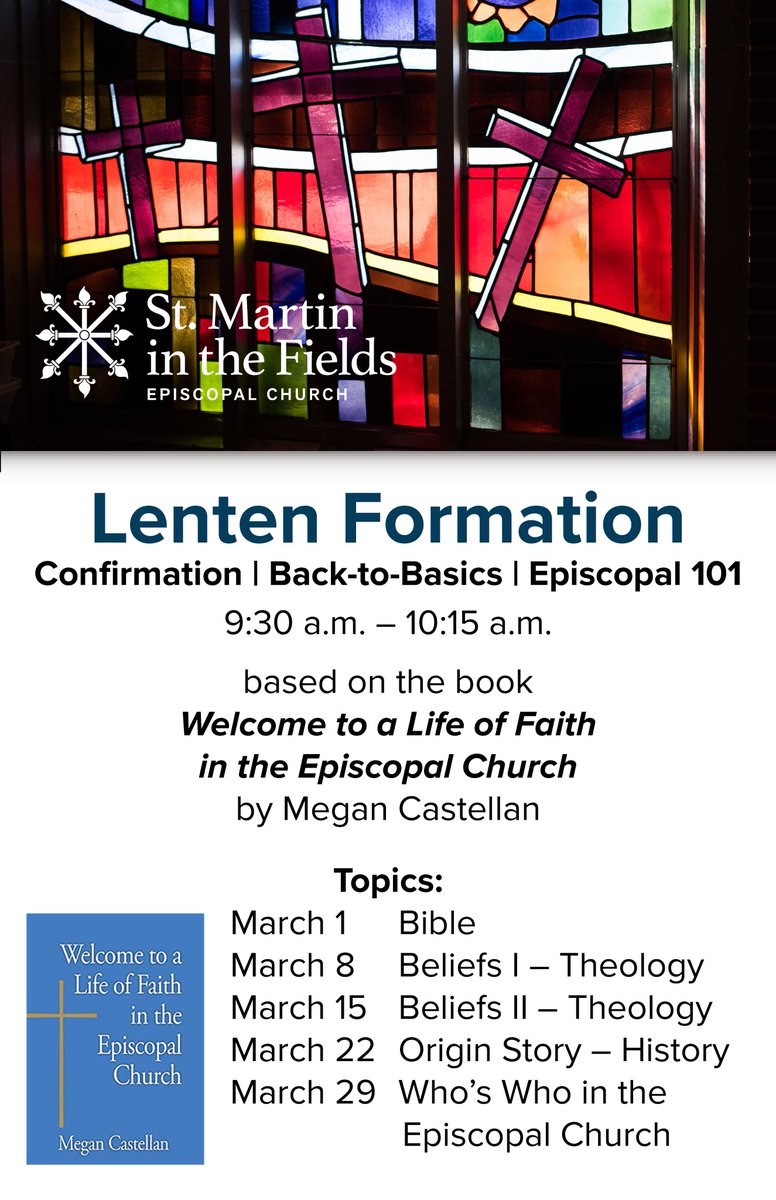 St. Martin
in the Fields
EPISCOPAL CHURCH
Lenten Formation
Confirmation | Back-to-Basics | Episcopal 101
9:30 a.m. – 10:15 a.m.
based on the book
Welcome to a Life of Faith
in the Episcopal Church
by Megan Castellan
Topics:
March 1 Bible
March 8 Beliefs I – Theology
March 15 Beliefs II – Theology
March 22 Origin Story – History
March 29 Who’s Who in the
Episcopal Church
Welcome to a
Life of Faith
in the
Episcopal
Church
Megan Castellan